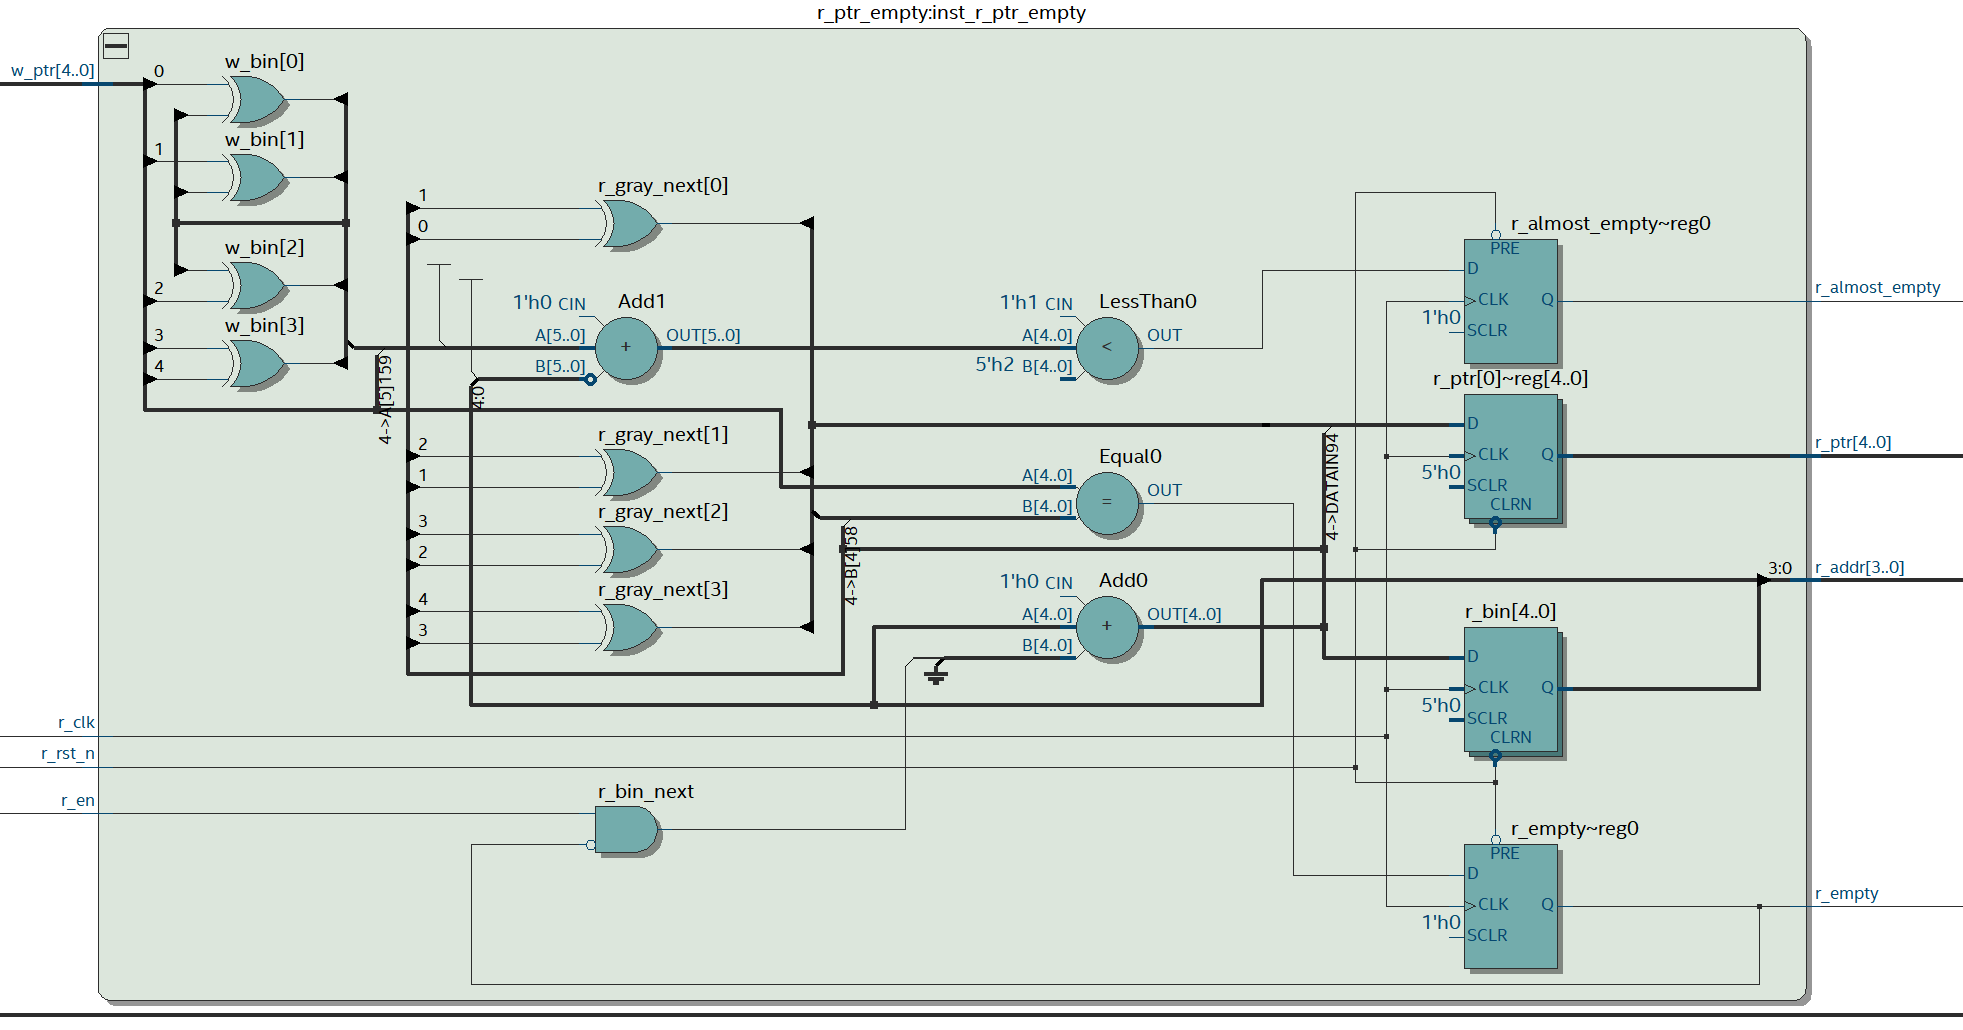 r_ptr_empty:inst_r_ptr_empty
w_ptr[4..0]
0
w_bin[0]
1
w_bin[1]
2
w_bin[2]
3
w_bin[3]
4
4->A[5]159
1
r_gray_next[0]
0
1'h0 CIN
Add1
A[5..0]
OUT[5..0]
B[5..0]
+
4:0
1'h1 CIN
LessThan0
A[4..0]
OUT
5'h2 B[4..0]
<
r_almost_empty~reg0
PRE
D
CLK
Q
1'h0
SCLR
r_almost_empty
r_ptr[0]~reg[4..0]
D
CLK
Q
5'h0
SCLR
CLRN
r_ptr[4..0]
2
r_gray_next[1]
1
3
r_gray_next[2]
2
4
r_gray_next[3]
3
Equal0
A[4..0]
OUT
B[4..0]
=
4->B[4]58
4->DATAIN94
1'h0 CIN
Add0
A[4..0]
OUT[4..0]
B[4..0]
+
3:0
r_addr[3..0]
r_bin[4..0]
D
CLK
Q
5'h0
SCLR
CLRN
r_clk
r_rst_n
r_en
r_bin_next
r_empty~reg0
PRE
D
CLK
Q
1'h0
SCLR
r_empty